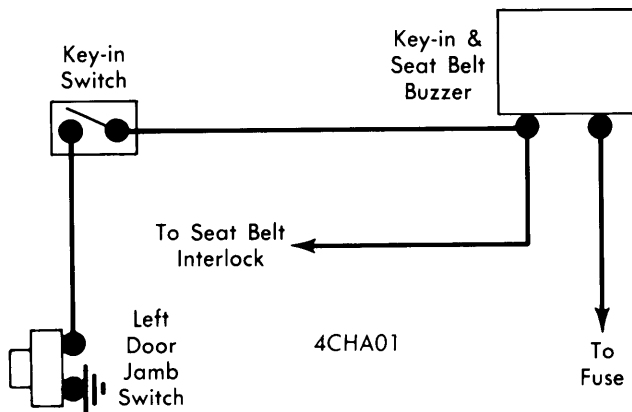 Key-in
Switch
Key-in &
Seat Belt
Buzzer
To Seat Belt
Interlock
Left
Door
Jamb
Switch
4CHA01
To
Fuse